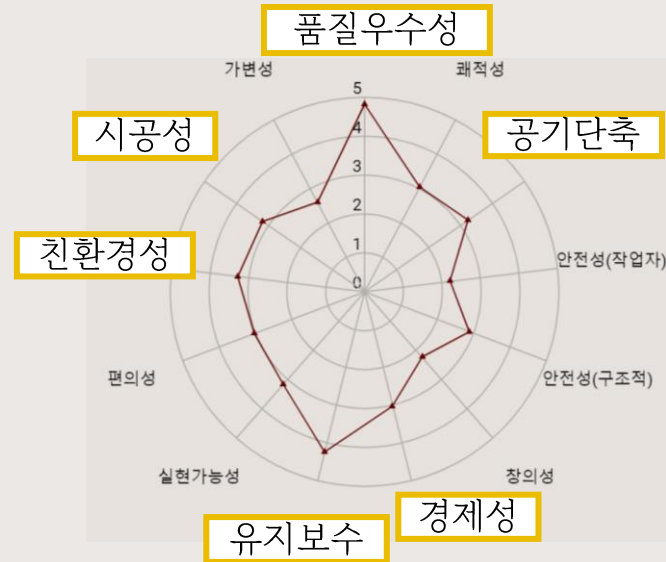 품질우수성
가변성
쾌적성
시공성
공기단축
5
4
3
2
1
0
친환경성
안전성(작업자)
편의성
안전성(구조적)
실현가능성
창의성
경제성
유지보수